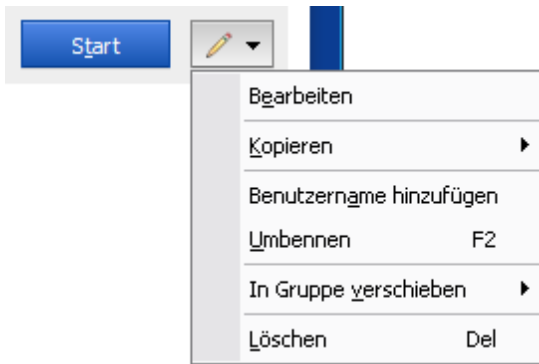 Start
Bearbeiten
Kopieren
Benutzername hinzufügen
Umbennen F2
In Gruppe verschieben
Löschen Del